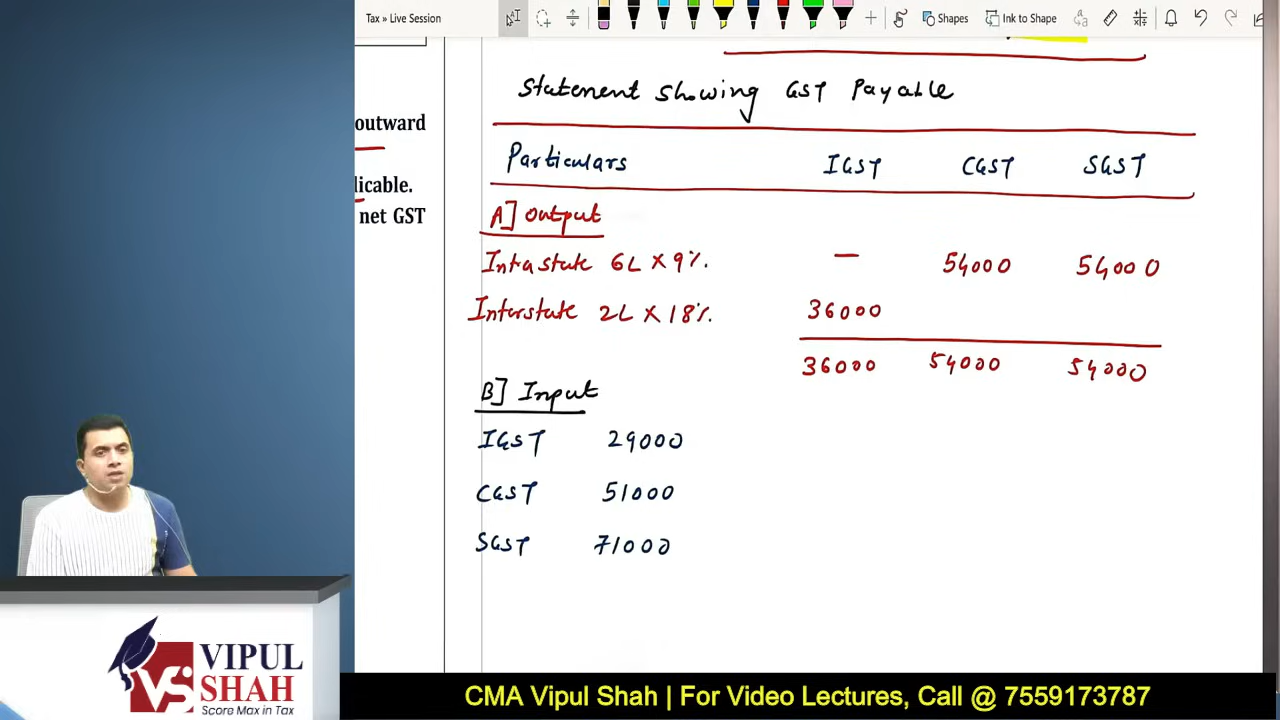 Tax » Live Session
Shapes
Ink to Shape
outward
licable.
net GST
Statement showing GST Payable
Particulars IGST CGST SGST
A] Output
Intrastate 6L X 9%. — 54000 54000
Interstate 2L X 18%. 36000
36000 54000 54000
B] Input
IGST 29000
CGST 51000
SGST 71000
VS
VIPUL
SHAH
Score Max in Tax
CMA Vipul Shah | For Video Lectures, Call @ 7559173787